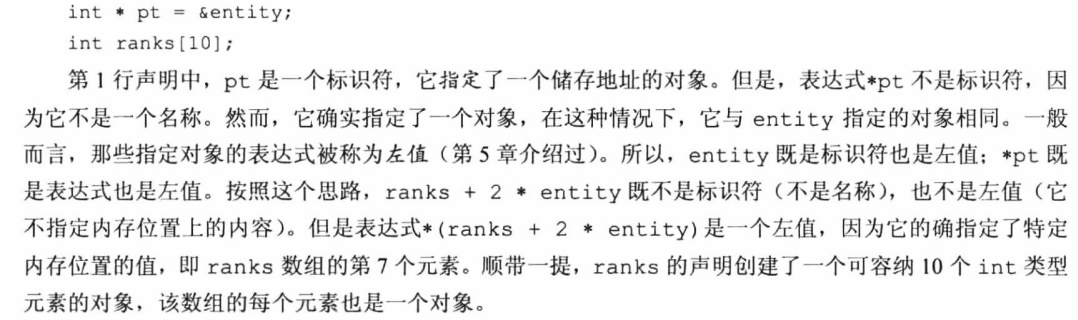 int * pt = &entity;
int ranks[10];
第 1 行声明中，pt 是一个标识符，它指定了一个储存地址的对象。但是，表达式*pt 不是标识符，因
为它不是一个名称。然而，它确实指定了一个对象，在这种情况下，它与 entity 指定的对象相同。一般
而言，那些指定对象的表达式被称为左值（第 5 章介绍过）。所以，entity 既是标识符也是左值；*pt 既
是表达式也是左值。按照这个思路，ranks + 2 * entity 既不是标识符（不是名称），也不是左值（它
不指定内存位置上的内容）。但是表达式*(ranks + 2 * entity)是一个左值，因为它的确指定了特定
内存位置的值，即 ranks 数组的第 7 个元素。顺带一提，ranks 的声明创建了一个可容纳 10 个 int 类型
元素的对象，该数组的每个元素也是一个对象。